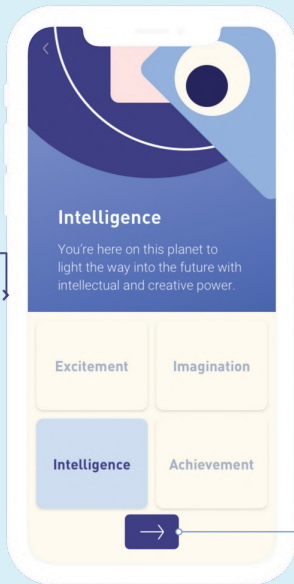 Intelligence
You're here on this planet to
light the way into the future with
intellectual and creative power.
Excitement
Imagination
Intelligence
Achievement